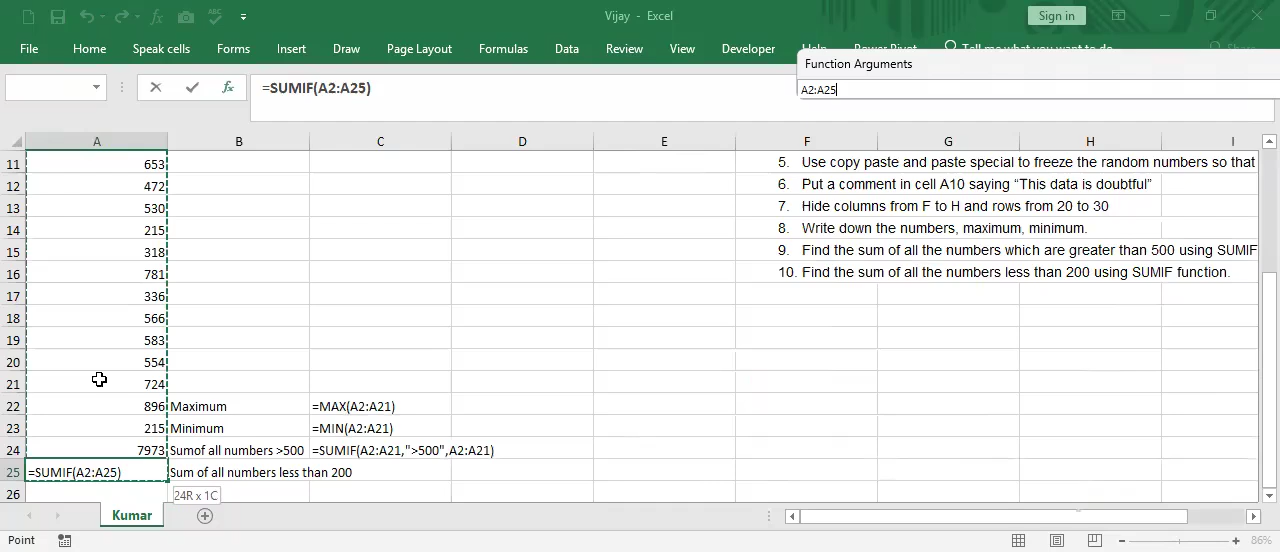 Vijay - Excel
Sign in
File Home Speak cells Forms Insert Draw Page Layout Formulas Data Review View Developer Help Power Pivot Tell me what you want to do Share
Function Arguments
=SUMIF(A2:A25)
A2:A25
A B C D E F G H I
11 653 5. Use copy paste and paste special to freeze the random numbers so that
12 472 6. Put a comment in cell A10 saying “This data is doubtful”
13 530 7. Hide columns from F to H and rows from 20 to 30
14 215 8. Write down the numbers, maximum, minimum.
15 318 9. Find the sum of all the numbers which are greater than 500 using SUMIF
16 781 10. Find the sum of all the numbers less than 200 using SUMIF function.
17 336
18 566
19 583
20 554
21 724
22 896 Maximum =MAX(A2:A21)
23 215 Minimum =MIN(A2:A21)
24 7973 Sumof all numbers >500 =SUMIF(A2:A21,">500",A2:A21)
25 =SUMIF(A2:A25) Sum of all numbers less than 200
26 24R x 1C
Kumar
Point 86%